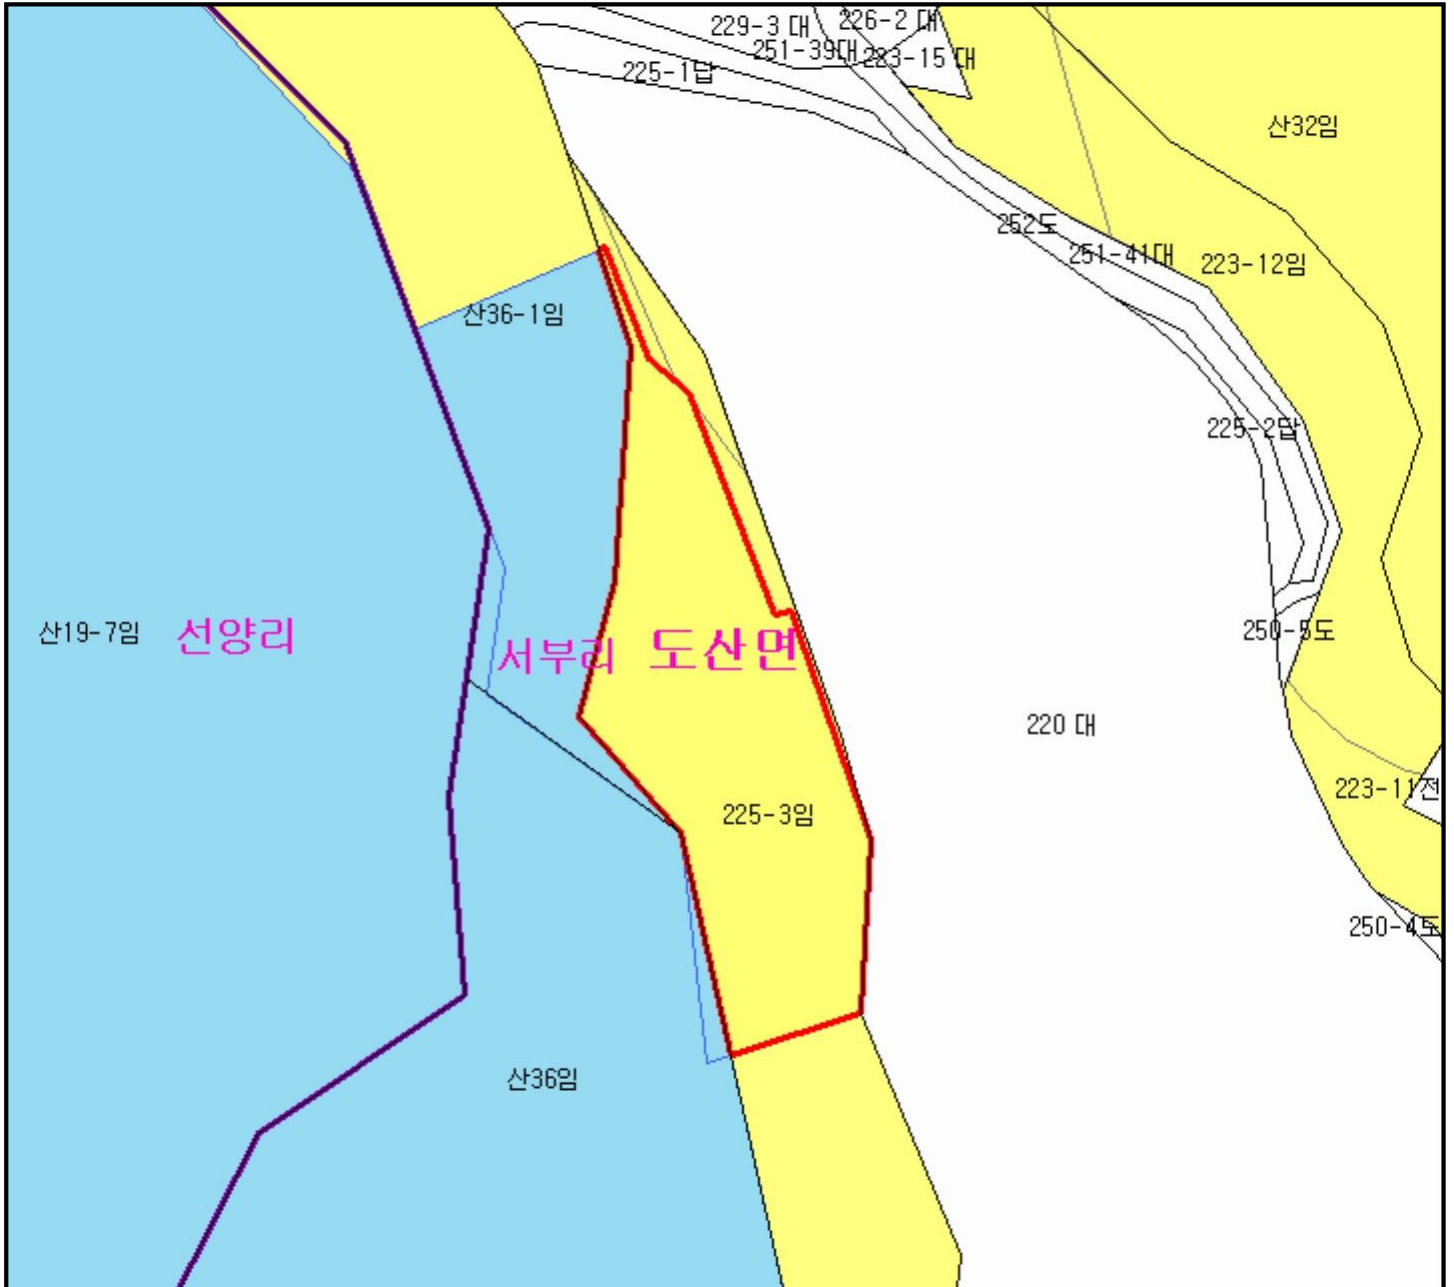 229-3 대
226-2 대
251-39대
223-15 대
225-1답
산32임
252도
251-41대
223-12임
산36-1임
225-2답
산19-7임
선양리
서부리
도산면
250-5도
220 대
223-11전
225-3임
250-4도
산36임